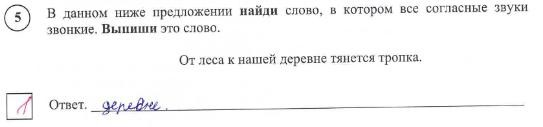 5 В данном ниже предложении найди слово, в котором все согласные звуки
звонкие. Выпиши это слово.
От леса к нашей деревне тянется тропка.
1 Ответ. деревне.